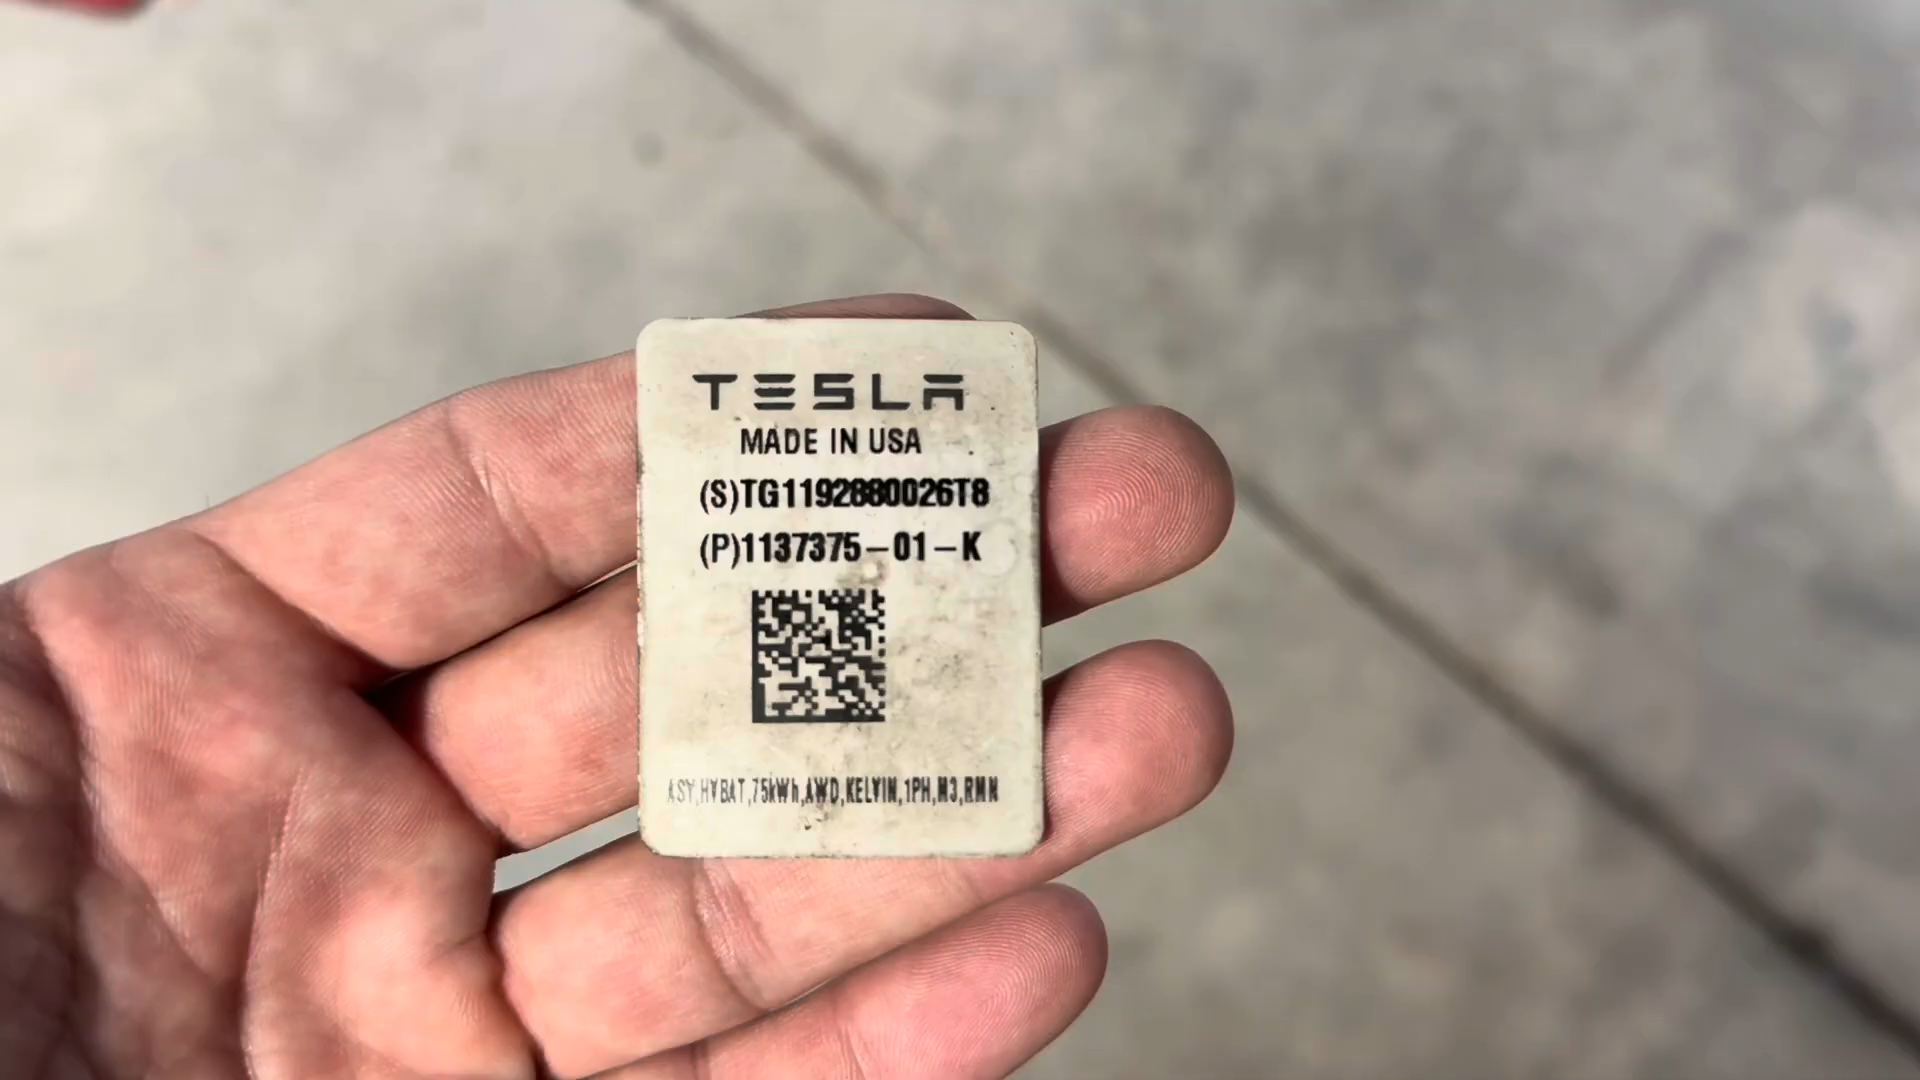 TESLA
MADE IN USA
(S)TG1192880026T8
(P)1137375-01-K
ASY,HVBAT,75kWh,AWD,KELVIN,1PH,M3,RMN